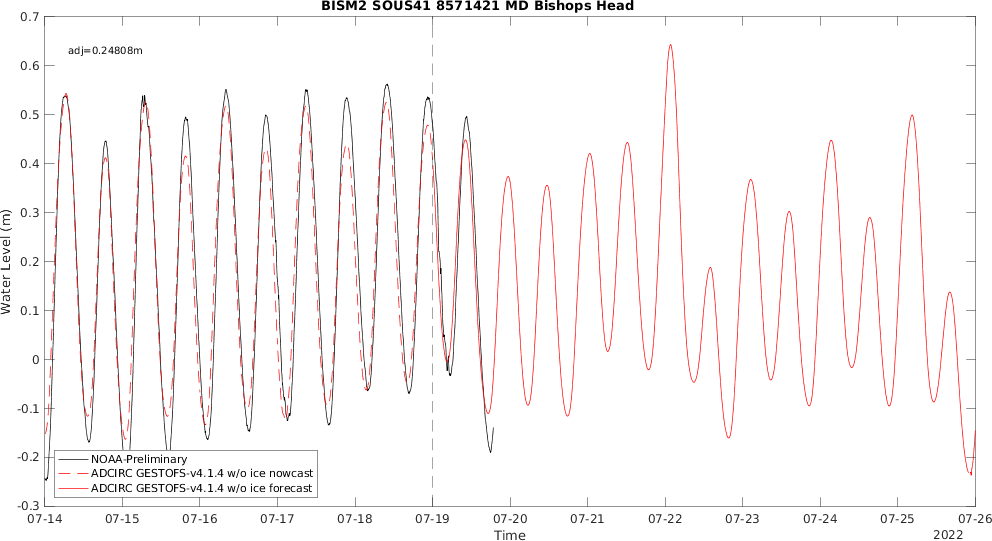 BISM2 SOUS41 8571421 MD Bishops Head
0.7
adj=0.24808m
0.6
0.5
0.4
0.3
0.2
0.1
0
-0.1
-0.2
-0.3
Water Level (m)
NOAA-Preliminary
ADCIRC GESTOFS-v4.1.4 w/o ice nowcast
ADCIRC GESTOFS-v4.1.4 w/o ice forecast
07-14 07-15 07-16 07-17 07-18 07-19 07-20 07-21 07-22 07-23 07-24 07-25 07-26
Time
2022